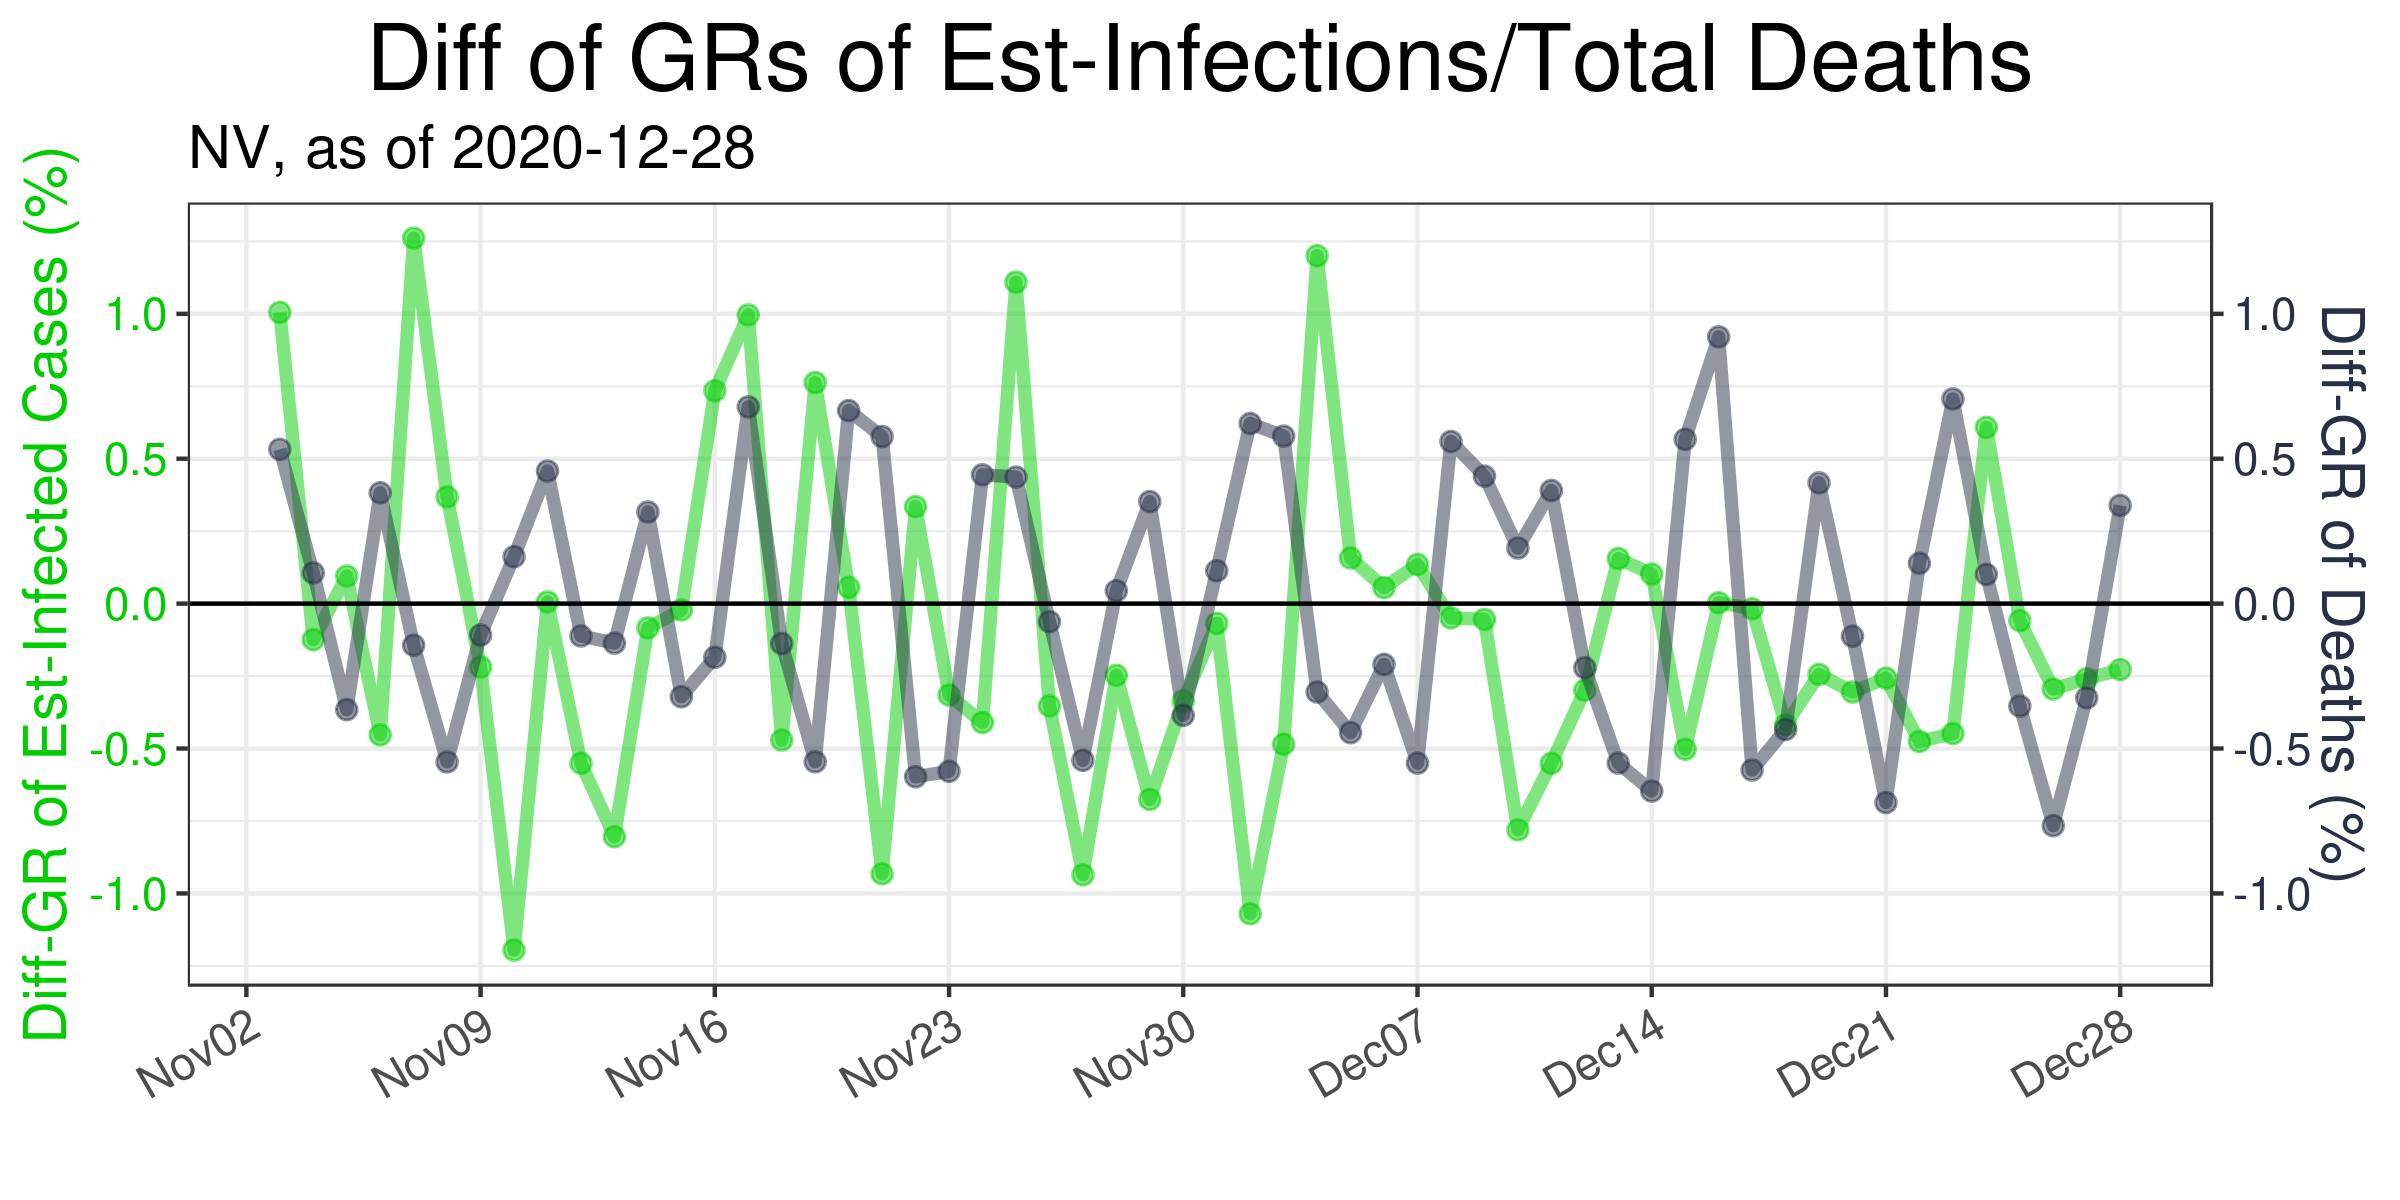 Diff of GRs of Est-Infections/Total Deaths
NV, as of 2020-12-28
Diff-GR of Est-Infected Cases (%)
1.0
0.5
0.0
-0.5
-1.0
1.0
0.5
0.0
-0.5
-1.0
Diff-GR of Deaths (%)
Nov02
Nov09
Nov16
Nov23
Nov30
Dec07
Dec14
Dec21
Dec28